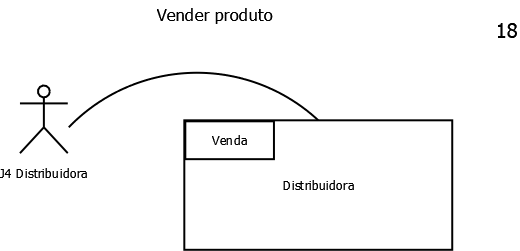 Vender produto
18
Venda
J4 Distribuidora
Distribuidora